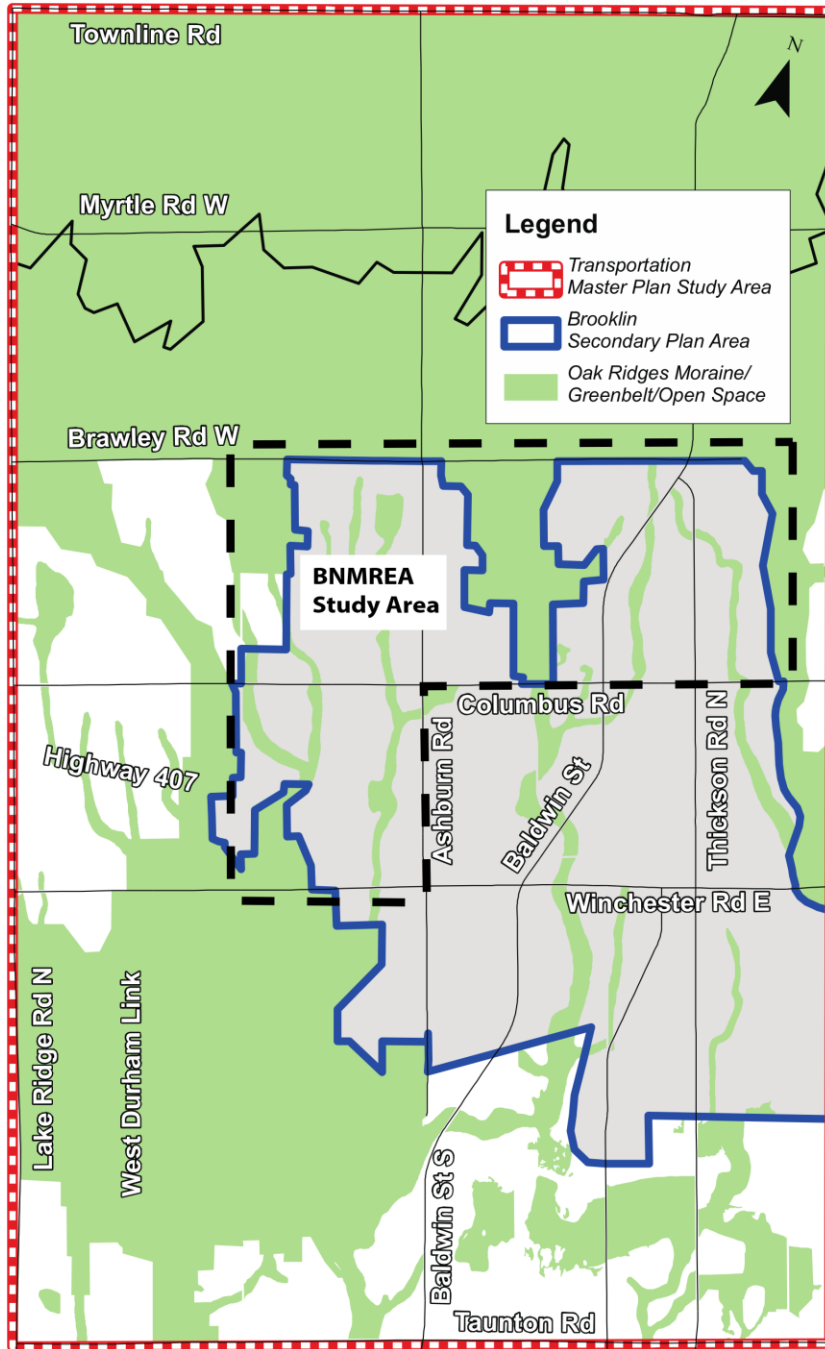 Townline Rd
N
Myrtle Rd W
Legend
Transportation
Master Plan Study Area
Brooklin
Secondary Plan Area
Oak Ridges Moraine/
Greenbelt/Open Space
Brawley Rd W
BNMREA
Study Area
Columbus Rd
Highway 407
Ashburn Rd
Baldwin St
Thickson Rd N
Winchester Rd E
Lake Ridge Rd N
West Durham Link
Baldwin St S
Taunton Rd